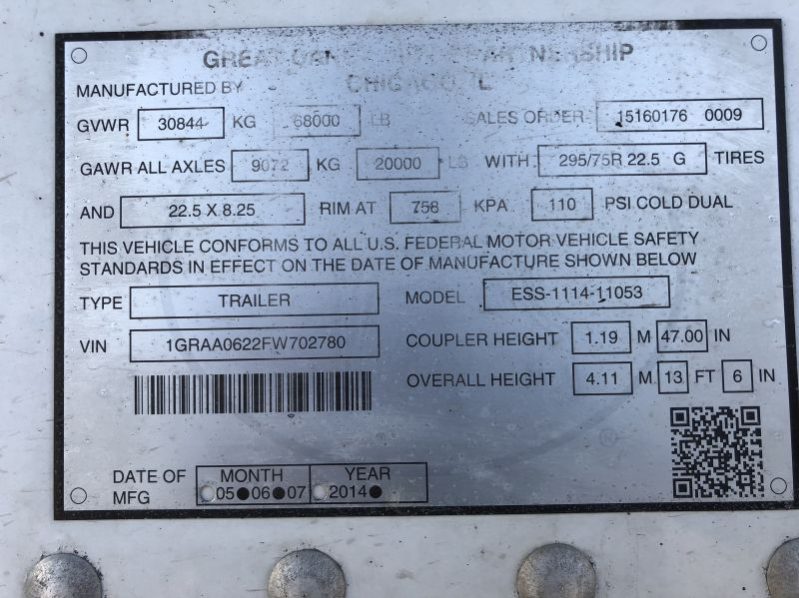 GREAT DANE LIMITED PARTNERSHIP
MANUFACTURED BY CHICAGO, IL
GVWR 30844 KG 68000 LB SALES ORDER 15160176 0009
GAWR ALL AXLES 9072 KG 20000 LB WITH 295/75R 22.5 G TIRES
AND 22.5 X 8.25 RIM AT 758 KPA 110 PSI COLD DUAL
THIS VEHICLE CONFORMS TO ALL U.S. FEDERAL MOTOR VEHICLE SAFETY
STANDARDS IN EFFECT ON THE DATE OF MANUFACTURE SHOWN BELOW
TYPE TRAILER MODEL ESS-1114-11053
VIN 1GRAA0622FW702780 COUPLER HEIGHT 1.19 M 47.00 IN
OVERALL HEIGHT 4.11 M 13 FT 6 IN
DATE OF MFG MONTH YEAR
05 06 07 2014